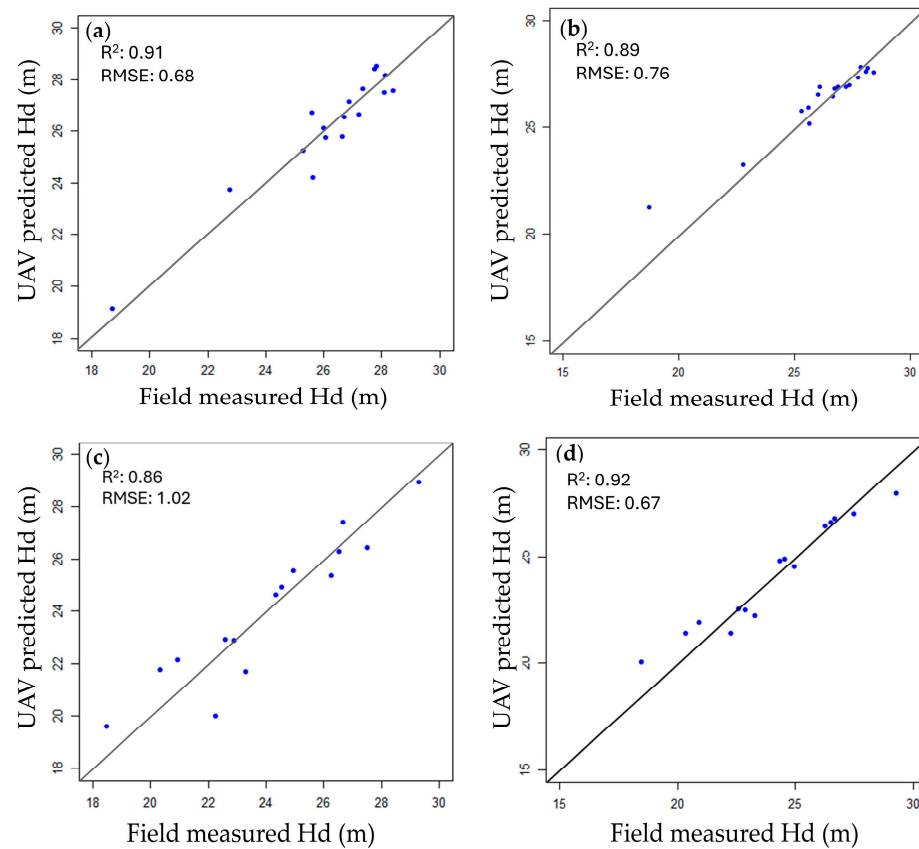 (a)
R²: 0.91
RMSE: 0.68
UAV predicted Hd (m)
30
28
26
24
22
20
18
18 20 22 24 26 28 30
Field measured Hd (m)
(b)
R²: 0.89
RMSE: 0.76
UAV predicted Hd (m)
30
25
20
15
15 20 25 30
Field measured Hd (m)
(c)
R²: 0.86
RMSE: 1.02
UAV predicted Hd (m)
30
28
26
24
22
20
18
18 20 22 24 26 28 30
Field measured Hd (m)
(d)
R²: 0.92
RMSE: 0.67
UAV predicted Hd (m)
30
25
20
15
15 20 25 30
Field measured Hd (m)